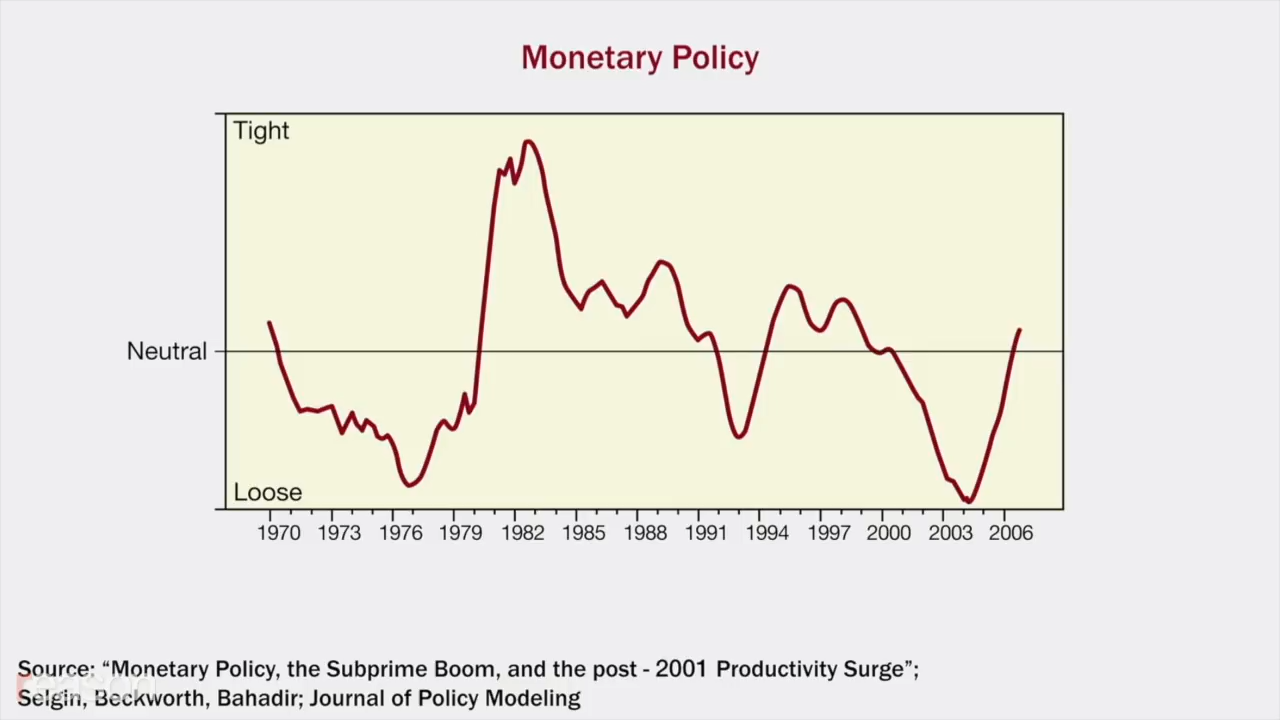 Monetary Policy
Tight
Neutral
Loose
1970 1973 1976 1979 1982 1985 1988 1991 1994 1997 2000 2003 2006
Source: “Monetary Policy, the Subprime Boom, and the post - 2001 Productivity Surge”;
reason
Selgin, Beckworth, Bahadir; Journal of Policy Modeling